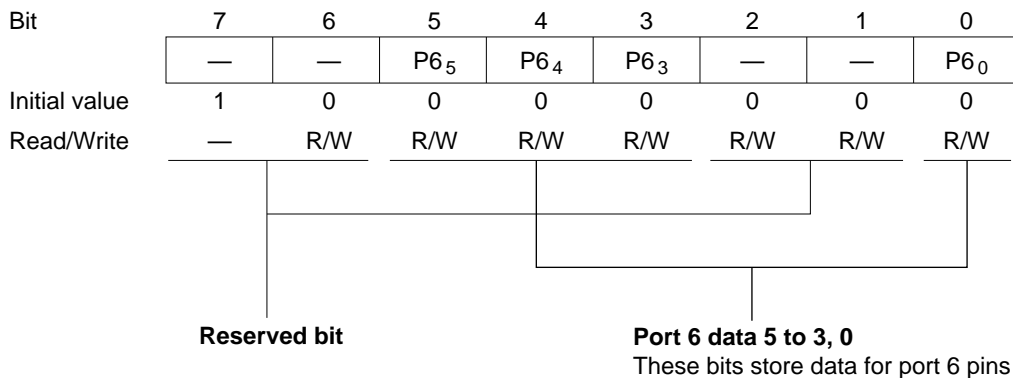 Bit 7 6 5 4 3 2 1 0
— — P6₅ P6₄ P6₃ — — P6₀
Initial value 1 0 0 0 0 0 0 0
Read/Write — R/W R/W R/W R/W R/W R/W R/W
Reserved bit
Port 6 data 5 to 3, 0
These bits store data for port 6 pins